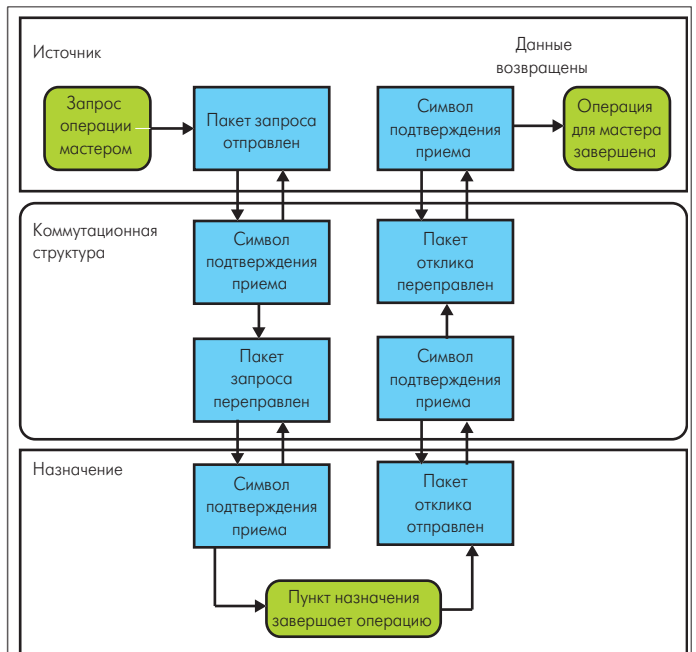 Источник
Данные
возвращены
Запрос
операции
мастером
Пакет запроса
отправлен
Символ
подтверждения
приема
Операция
для мастера
завершена
Коммутационная
структура
Символ
подтверждения
приема
Пакет
отклика
переправлен
Пакет
запроса
переправлен
Символ
подтверждения
приема
Назначение
Символ
подтверждения
приема
Пакет
отклика
отправлен
Пункт назначения
завершает операцию